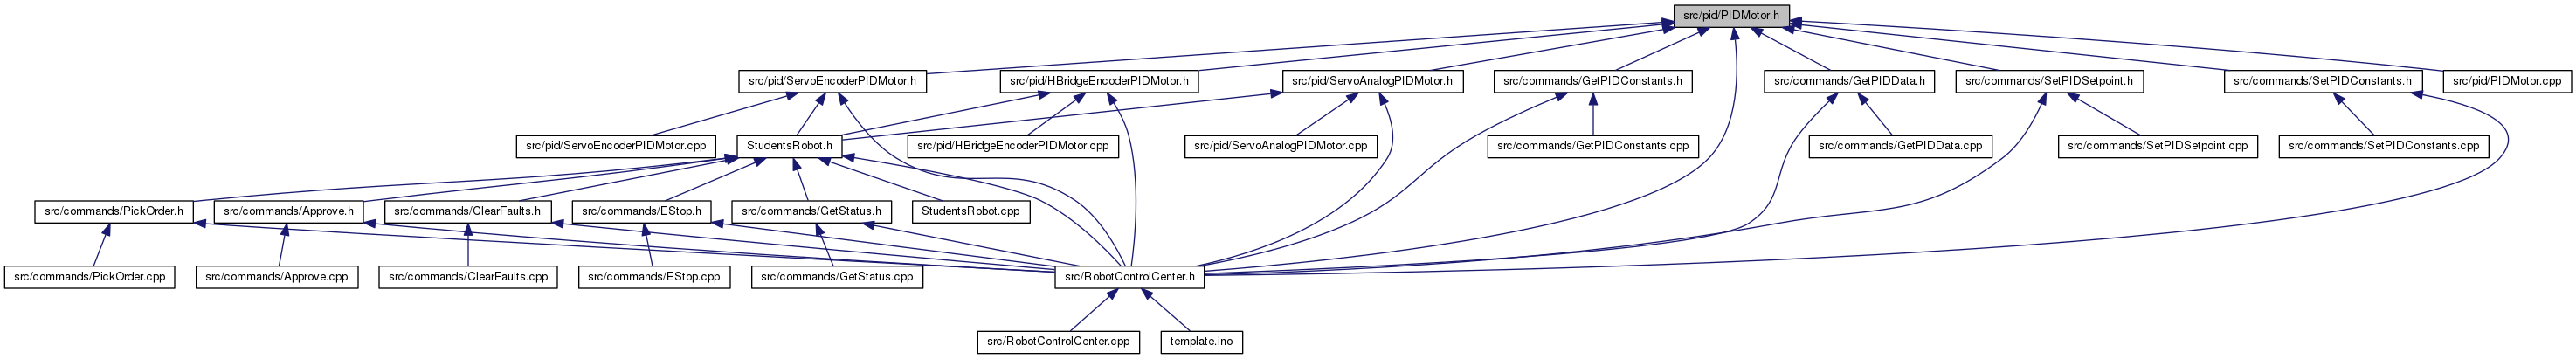 src/pid/PIDMotor.h
src/pid/ServoEncoderPIDMotor.h
src/pid/HBridgeEncoderPIDMotor.h
src/pid/ServoAnalogPIDMotor.h
src/commands/GetPIDConstants.h
src/commands/GetPIDData.h
src/commands/SetPIDSetpoint.h
src/commands/SetPIDConstants.h
src/pid/PIDMotor.cpp
src/pid/ServoEncoderPIDMotor.cpp
StudentsRobot.h
src/pid/HBridgeEncoderPIDMotor.cpp
src/pid/ServoAnalogPIDMotor.cpp
src/commands/GetPIDConstants.cpp
src/commands/GetPIDData.cpp
src/commands/SetPIDSetpoint.cpp
src/commands/SetPIDConstants.cpp
src/commands/PickOrder.h
src/commands/Approve.h
src/commands/ClearFaults.h
src/commands/EStop.h
src/commands/GetStatus.h
StudentsRobot.cpp
src/commands/PickOrder.cpp
src/commands/Approve.cpp
src/commands/ClearFaults.cpp
src/commands/EStop.cpp
src/commands/GetStatus.cpp
src/RobotControlCenter.h
src/RobotControlCenter.cpp
template.ino